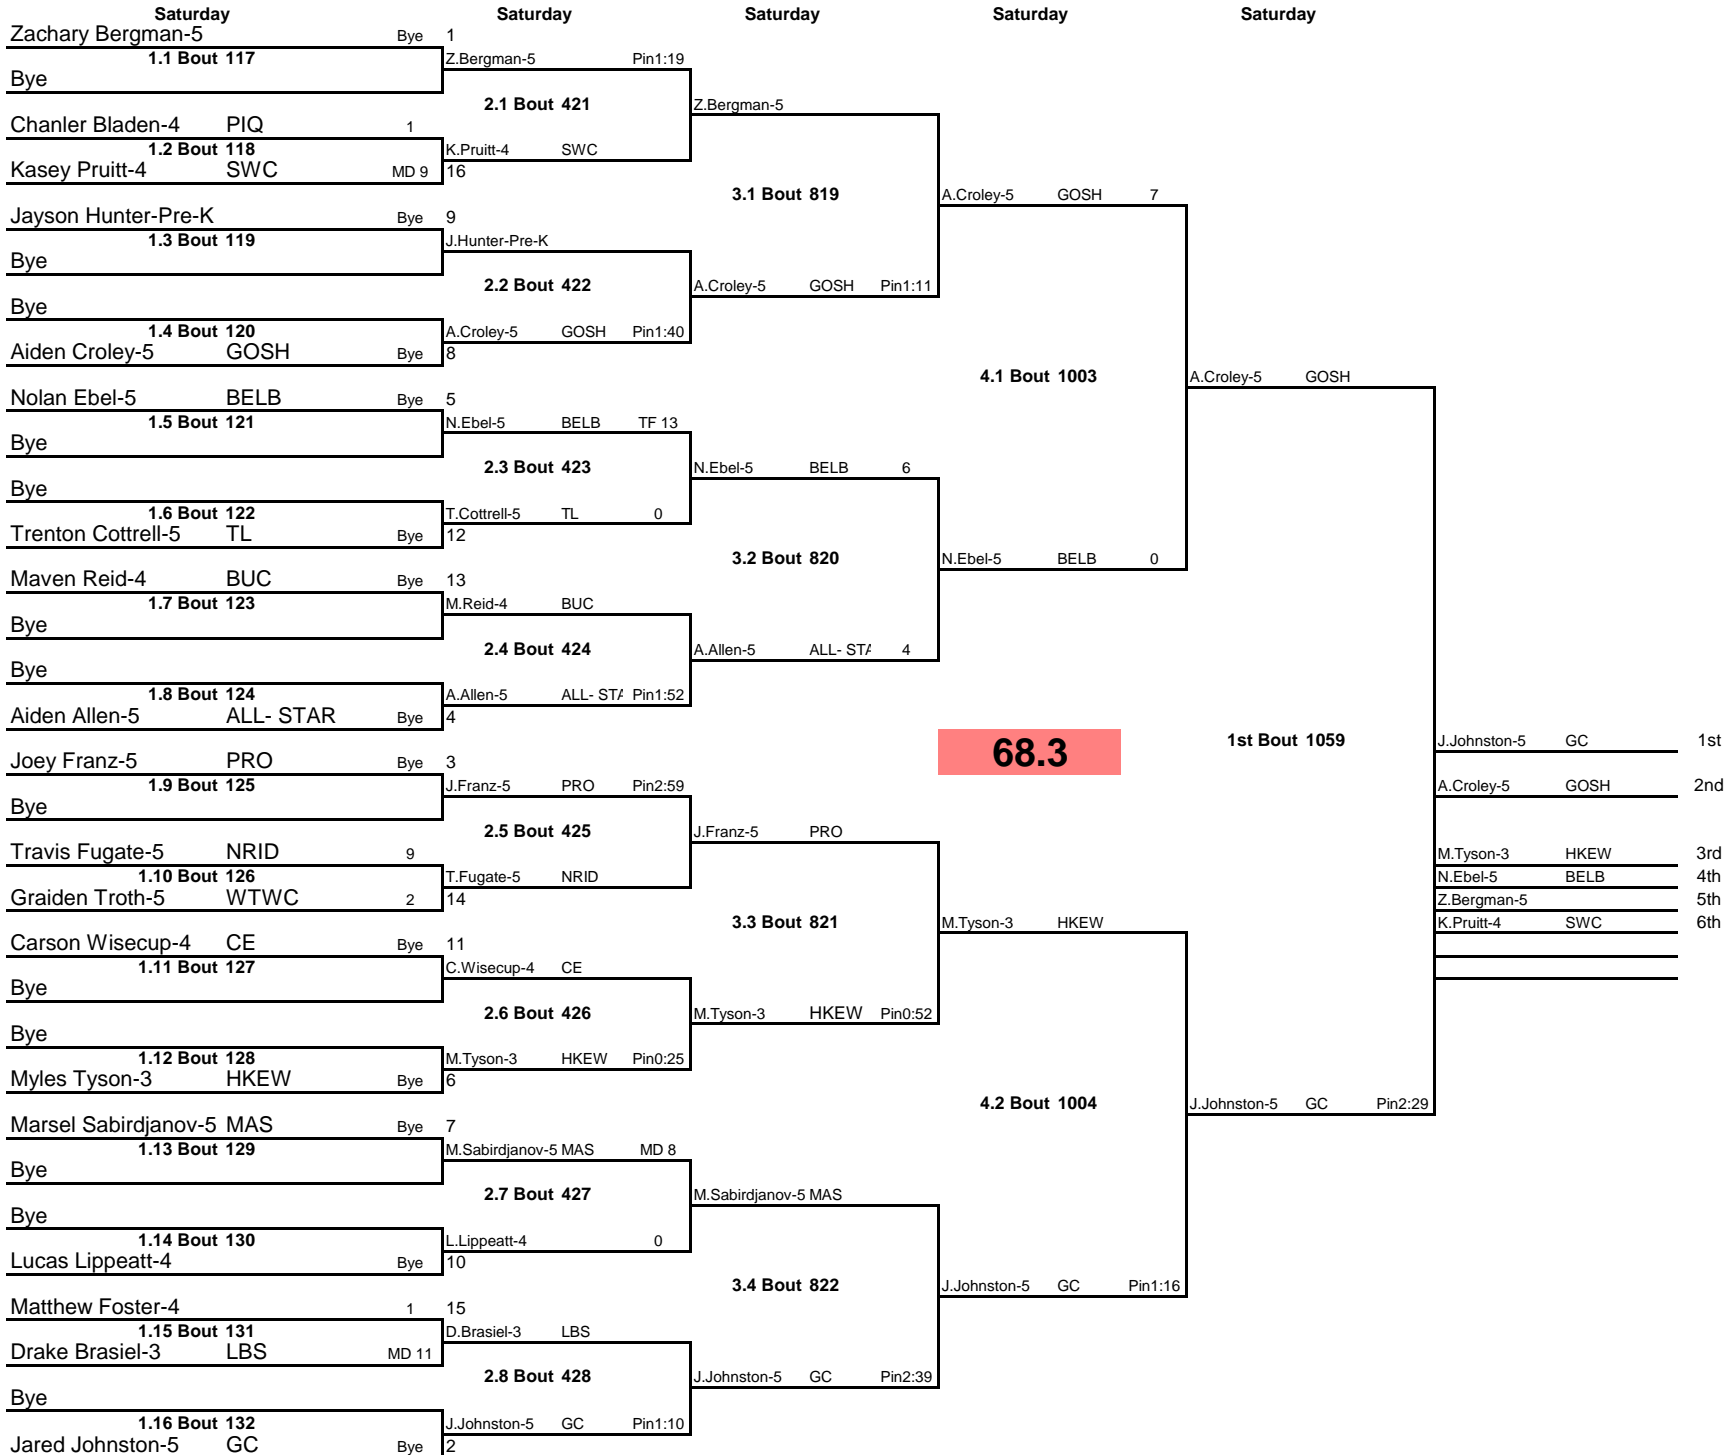 Saturday Saturday Saturday Saturday Saturday
Zachary Bergman-5 Bye 1
1.1 Bout 117 Z.Bergman-5 Pin1:19
Bye
2.1 Bout 421 Z.Bergman-5
Chanler Bladen-4 PIQ 1
1.2 Bout 118 K.Pruitt-4 SWC
Kasey Pruitt-4 SWC MD 9 16
3.1 Bout 819 A.Croley-5 GOSH 7
Jayson Hunter-Pre-K Bye 9
1.3 Bout 119 J.Hunter-Pre-K
Bye
2.2 Bout 422 A.Croley-5 GOSH Pin1:11
Bye
1.4 Bout 120 A.Croley-5 GOSH Pin1:40
Aiden Croley-5 GOSH Bye 8
4.1 Bout 1003 A.Croley-5 GOSH
Nolan Ebel-5 BELB Bye 5
1.5 Bout 121 N.Ebel-5 BELB TF 13
Bye
2.3 Bout 423 N.Ebel-5 BELB 6
Bye
1.6 Bout 122 T.Cottrell-5 TL 0
Trenton Cottrell-5 TL Bye 12
3.2 Bout 820 N.Ebel-5 BELB 0
Maven Reid-4 BUC Bye 13
1.7 Bout 123 M.Reid-4 BUC
Bye
2.4 Bout 424 A.Allen-5 ALL- STA 4
Bye
1.8 Bout 124 A.Allen-5 ALL- STA Pin1:52
Aiden Allen-5 ALL- STAR Bye 4
68.3 1st Bout 1059 J.Johnston-5 GC 1st
Joey Franz-5 PRO Bye 3
1.9 Bout 125 J.Franz-5 PRO Pin2:59 A.Croley-5 GOSH 2nd
Bye
2.5 Bout 425 J.Franz-5 PRO
Travis Fugate-5 NRID 9 M.Tyson-3 HKEW 3rd
1.10 Bout 126 T.Fugate-5 NRID N.Ebel-5 BELB 4th
Graiden Troth-5 WTWC 2 14 Z.Bergman-5 5th
3.3 Bout 821 M.Tyson-3 HKEW K.Pruitt-4 SWC 6th
Carson Wisecup-4 CE Bye 11
1.11 Bout 127 C.Wisecup-4 CE
Bye
2.6 Bout 426 M.Tyson-3 HKEW Pin0:52
Bye
1.12 Bout 128 M.Tyson-3 HKEW Pin0:25
Myles Tyson-3 HKEW Bye 6
4.2 Bout 1004 J.Johnston-5 GC Pin2:29
Marsel Sabirdjanov-5 MAS Bye 7
1.13 Bout 129 M.Sabirdjanov-5 MAS MD 8
Bye
2.7 Bout 427 M.Sabirdjanov-5 MAS
Bye
1.14 Bout 130 L.Lippeatt-4 0
Lucas Lippeatt-4 Bye 10
3.4 Bout 822 J.Johnston-5 GC Pin1:16
Matthew Foster-4 1 15
1.15 Bout 131 D.Brasiel-3 LBS
Drake Brasiel-3 LBS MD 11
2.8 Bout 428 J.Johnston-5 GC Pin2:39
Bye
1.16 Bout 132 J.Johnston-5 GC Pin1:10
Jared Johnston-5 GC Bye 2